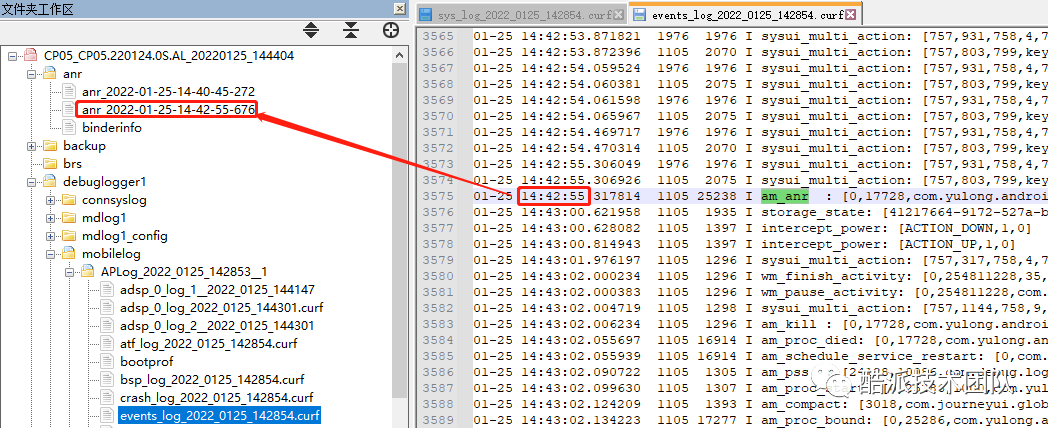 文件夹工作区
CP05_CP05.220124.0S.AL_20220125_144404
anr
anr_2022-01-25-14-40-45-272
anr_2022-01-25-14-42-55-676
binderinfo
backup
brs
debuglogger1
connsyslog
mdlog1
mdlog1_config
mobilelog
APLog_2022_0125_142853__1
adsp_0_log_1__2022_0125_144147
adsp_0_log_2022_0125_144301.curf
adsp_0_log_2__2022_0125_144301
atf_log_2022_0125_142854.curf
bootprof
bsp_log_2022_0125_142854.curf
crash_log_2022_0125_142854.curf
events_log_2022_0125_142854.curf
sys_log_2022_0125_142854.curf
events_log_2022_0125_142854.curf
3565 01-25 14:42:53.871821 1976 1976 I sysui_multi_action: [757,931,758,4,7
3566 01-25 14:42:53.872396 1105 2070 I sysui_multi_action: [757,803,799,key
3567 01-25 14:42:54.059524 1976 1976 I sysui_multi_action: [757,931,758,4,7
3568 01-25 14:42:54.060381 1105 2075 I sysui_multi_action: [757,803,799,key
3569 01-25 14:42:54.061598 1976 1976 I sysui_multi_action: [757,931,758,4,7
3570 01-25 14:42:54.065967 1105 2075 I sysui_multi_action: [757,803,799,key
3571 01-25 14:42:54.469717 1976 1976 I sysui_multi_action: [757,931,758,4,7
3572 01-25 14:42:54.470314 1105 2070 I sysui_multi_action: [757,803,799,key
3573 01-25 14:42:55.306049 1976 1976 I sysui_multi_action: [757,931,758,4,7
3574 01-25 14:42:55.306926 1105 2075 I sysui_multi_action: [757,803,799,key
3575 01-25 14:42:55.317814 1105 25238 I am_anr : [0,17728,com.yulong.androi
3576 01-25 14:43:00.621958 1105 1935 I storage_state: [41217664-9172-527a-b
3577 01-25 14:43:00.628082 1105 1397 I intercept_power: [ACTION_DOWN,1,0]
3578 01-25 14:43:00.814943 1105 1397 I intercept_power: [ACTION_UP,1,0]
3579 01-25 14:43:01.976197 1105 1296 I sysui_multi_action: [757,317,758,4,7
3580 01-25 14:43:02.000234 1105 1296 I wm_finish_activity: [0,254811228,35,
3581 01-25 14:43:02.000383 1105 1296 I wm_pause_activity: [0,254811228,com.
3582 01-25 14:43:02.004719 1105 1298 I sysui_multi_action: [757,1144,758,9,
3583 01-25 14:43:02.006234 1105 1296 I am_kill : [0,17728,com.yulong.androi
3584 01-25 14:43:02.055697 1105 16914 I am_proc_died: [0,17728,com.yulong.an
3585 01-25 14:43:02.055939 1105 16914 I am_schedule_service_restart: [0,com.
3586 01-25 14:43:02.090722 1105 1305 I am_pss
3587 01-25 14:43:02.099630 1105 1307 I am_proc_start
3588 01-25 14:43:02.124209 1105 1393 I am_compact: [3018,com.journeyui.glob
3589 01-25 14:43:02.134223 1105 17277 I am_proc_bound: [0,25286,com.yulong.a
酷派技术团队